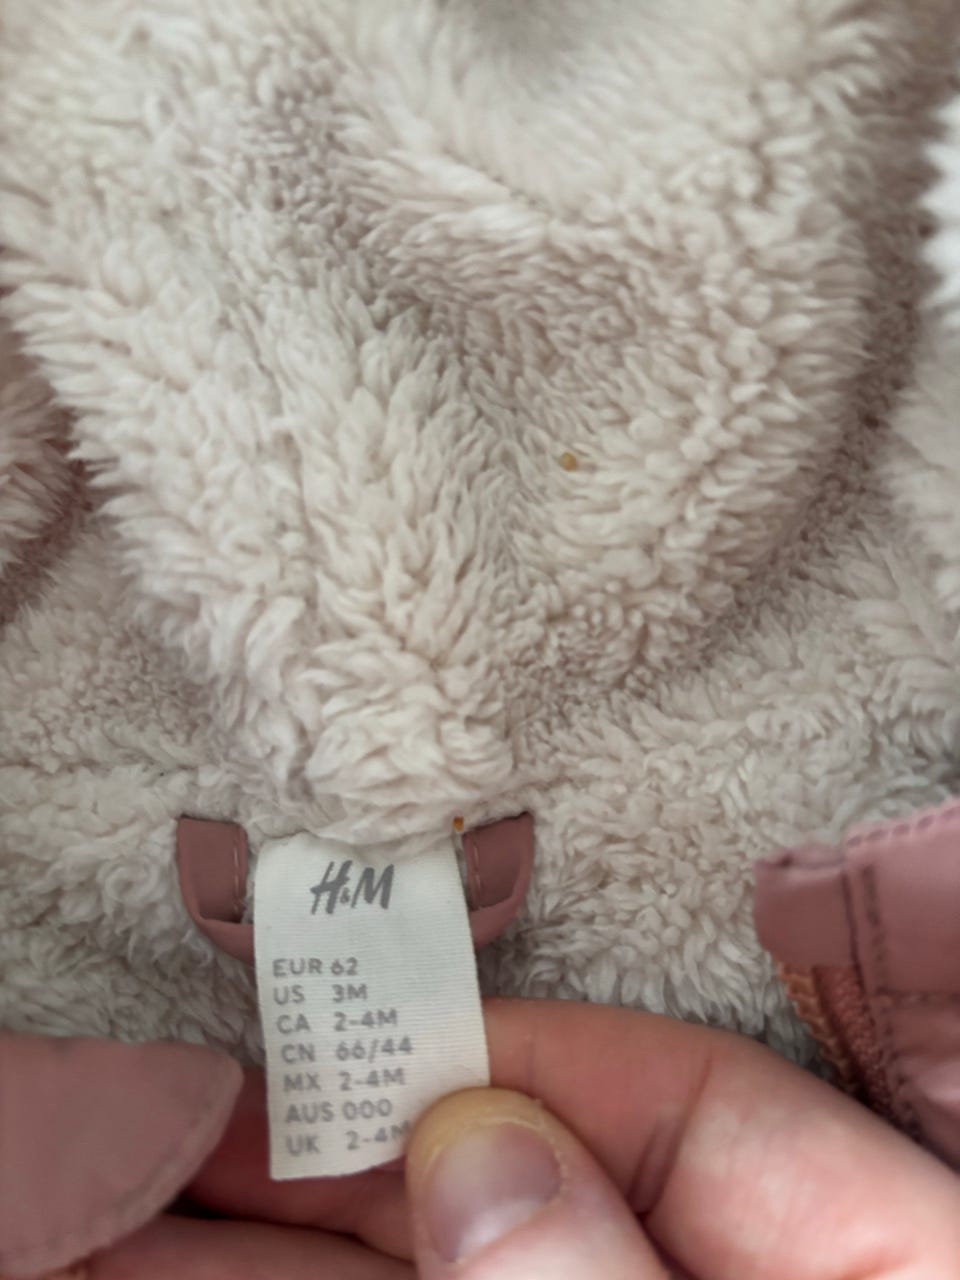 H&M
EUR 62
US 3M
CA 2-4M
CN 66/44
MX 2-4M
AUS 000
UK 2-4M